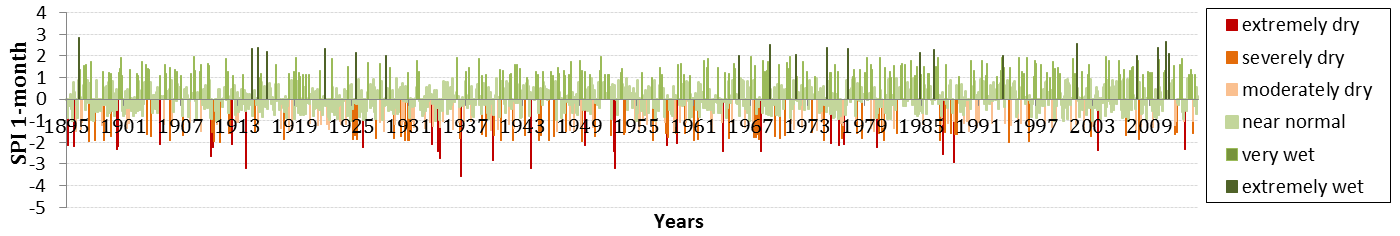 4
3
2
1
0
-1
-2
-3
-4
-5
SPI 1-month
1895 1901 1907 1913 1919 1925 1931 1937 1943 1949 1955 1961 1967 1973 1979 1985 1991 1997 2003 2009
Years
extremely dry
severely dry
moderately dry
near normal
very wet
extremely wet